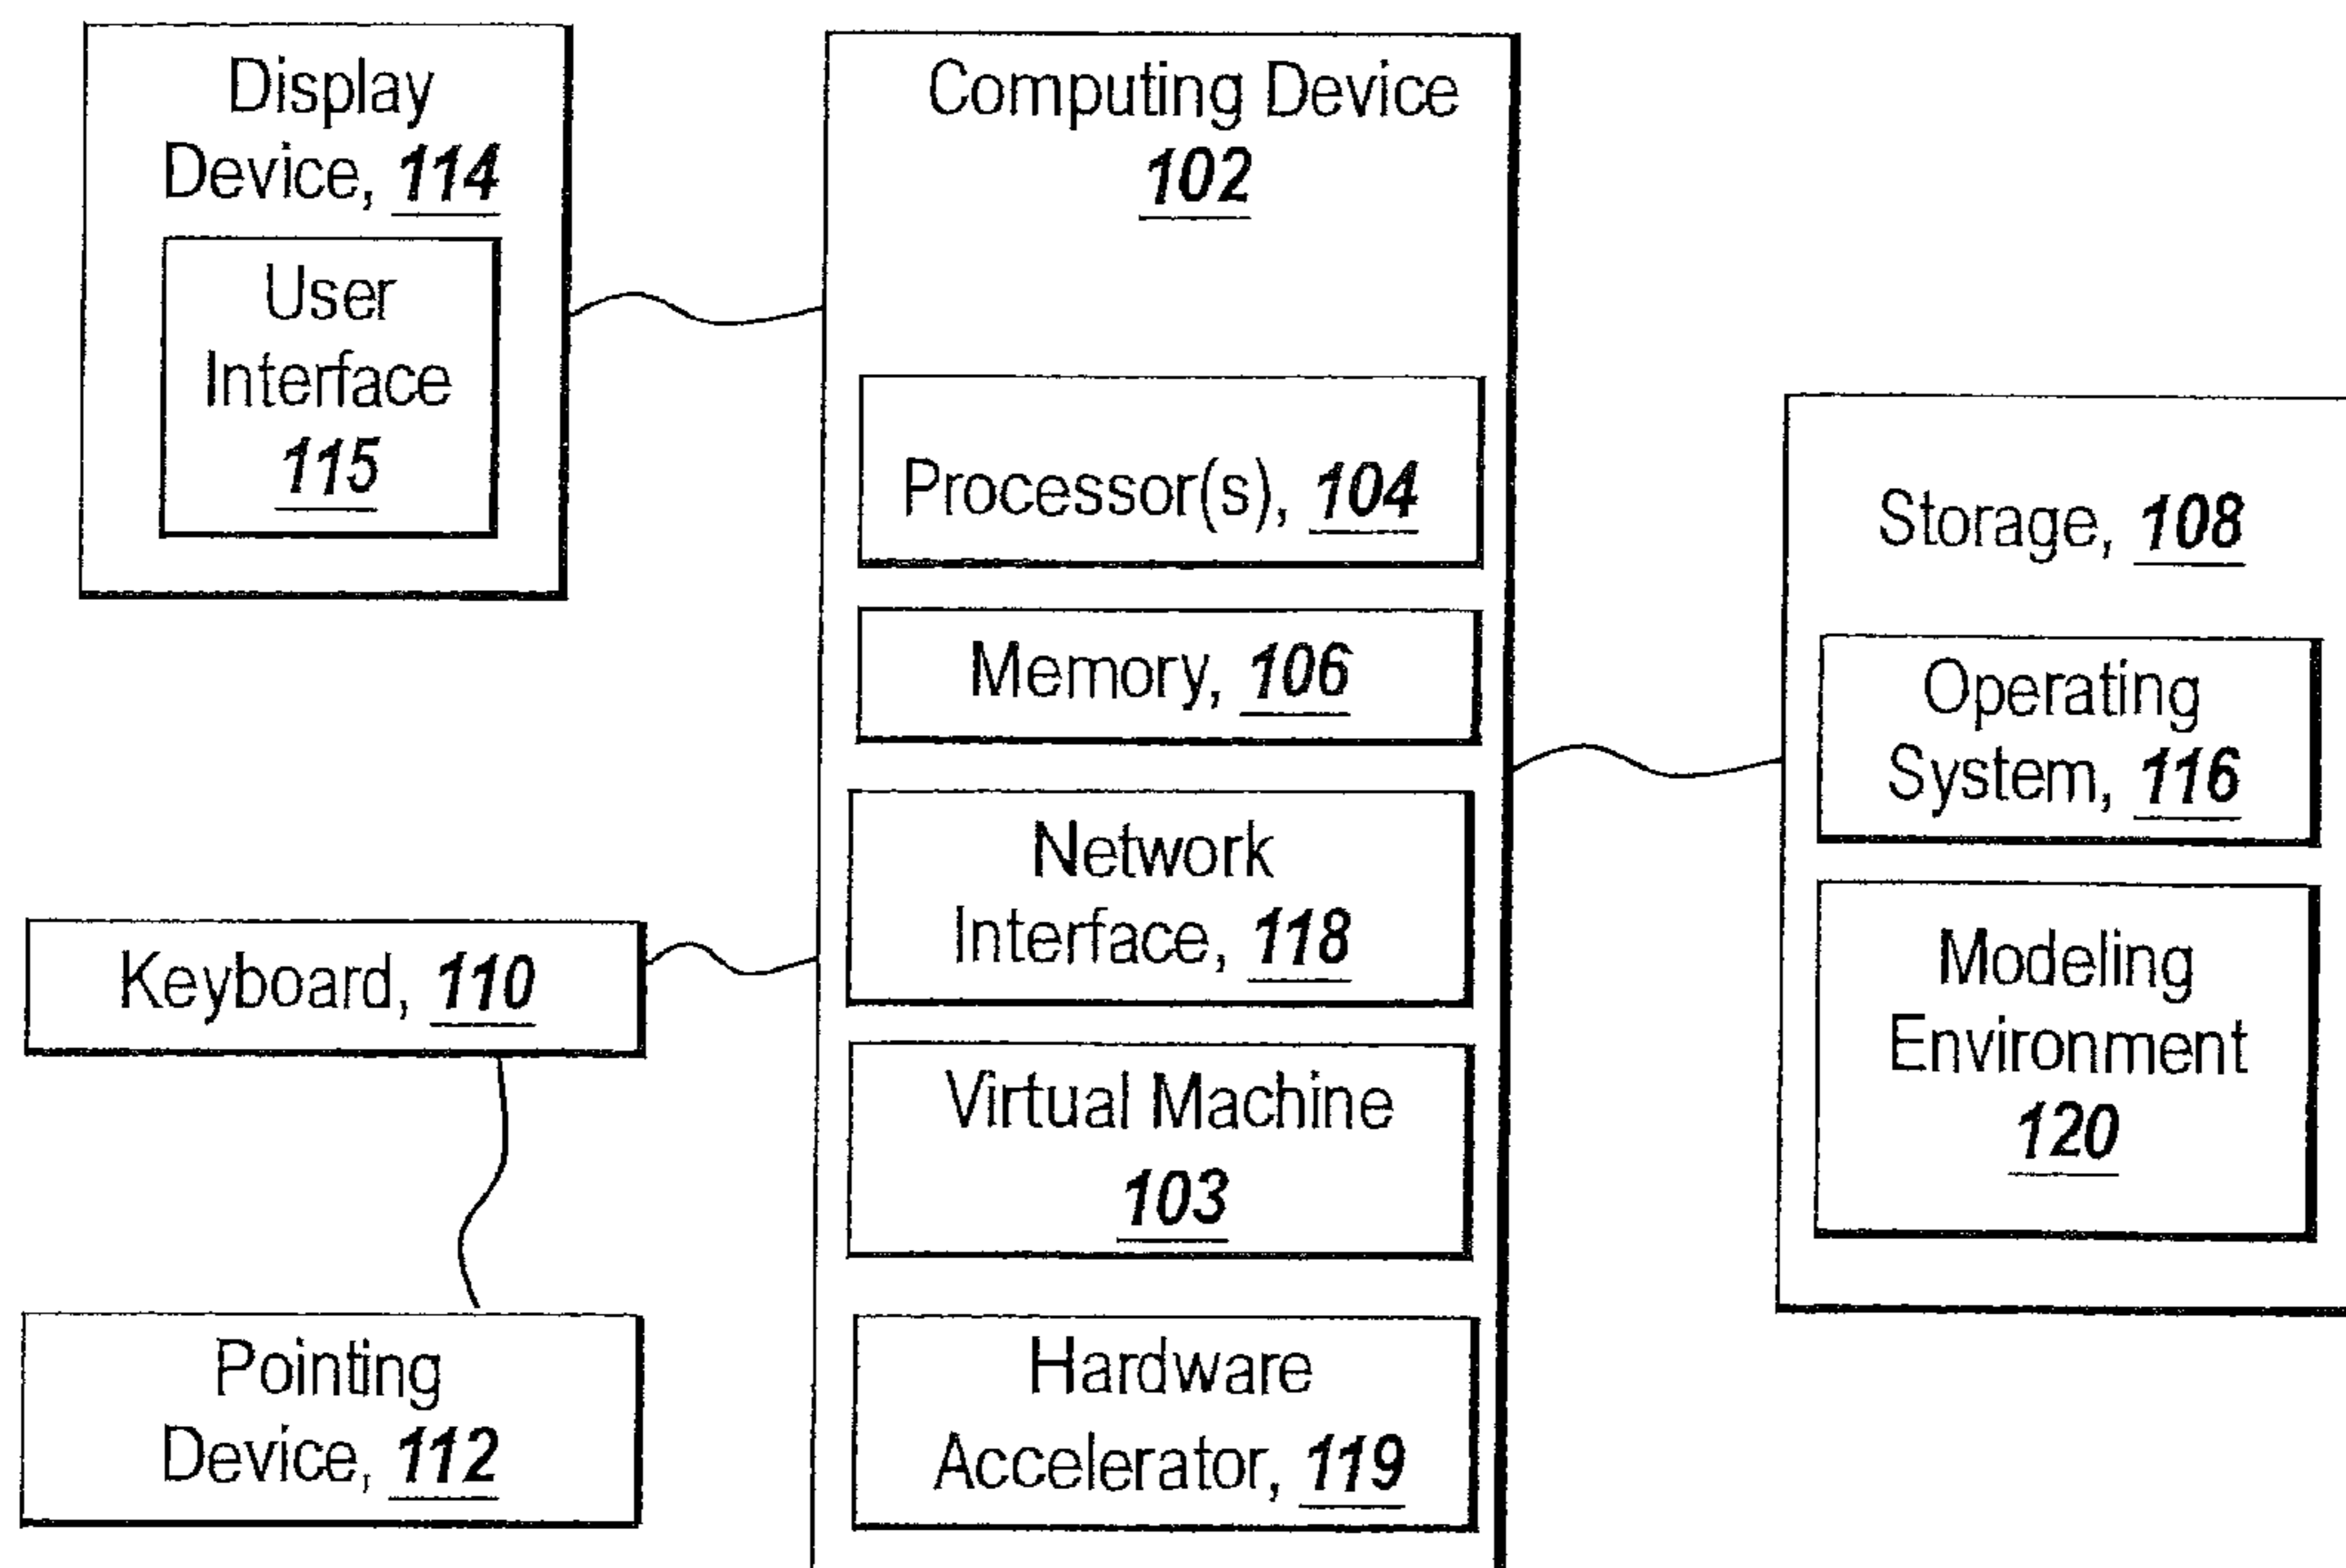 Display
Device, 114
User
Interface
115
Computing Device
102
Processor(s), 104
Memory, 106
Network
Interface, 118
Virtual Machine
103
Hardware
Accelerator, 119
Storage, 108
Operating
System, 116
Modeling
Environment
120
Keyboard, 110
Pointing
Device, 112